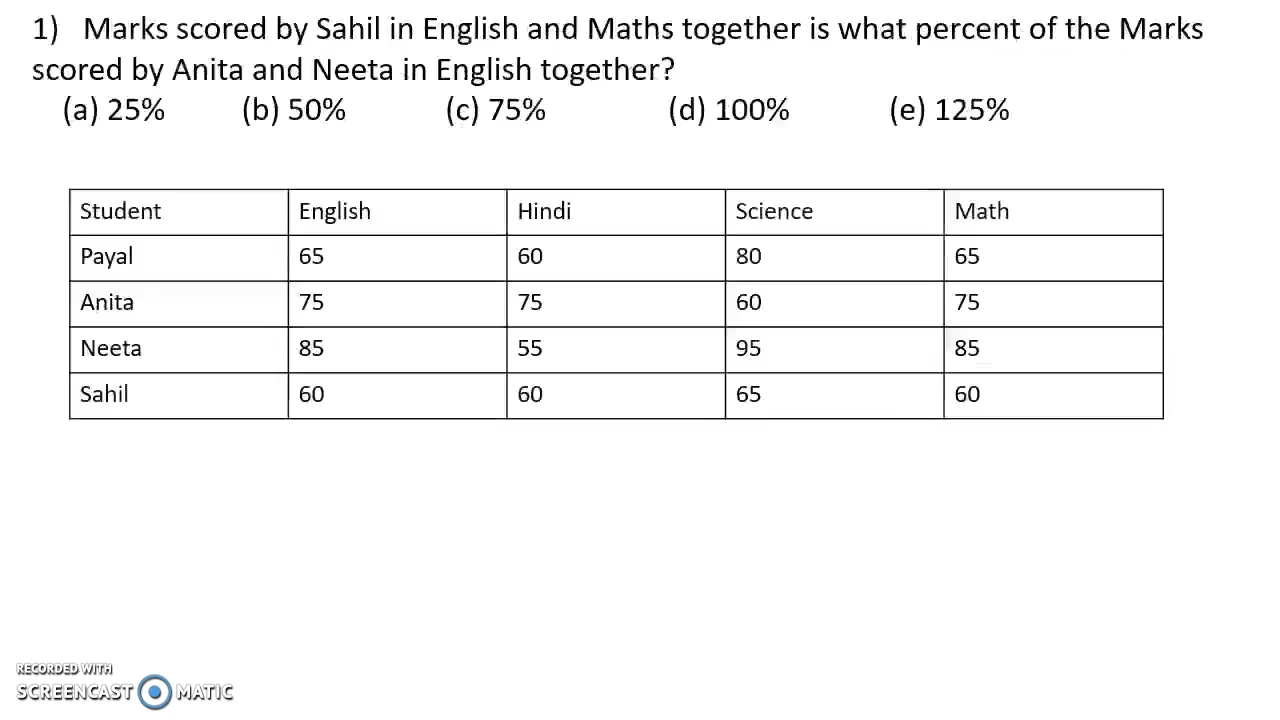 1) Marks scored by Sahil in English and Maths together is what percent of the Marks
scored by Anita and Neeta in English together?
(a) 25% (b) 50% (c) 75% (d) 100% (e) 125%
Student English Hindi Science Math
Payal 65 60 80 65
Anita 75 75 60 75
Neeta 85 55 95 85
Sahil 60 60 65 60
RECORDED WITH
SCREENCAST MATIC